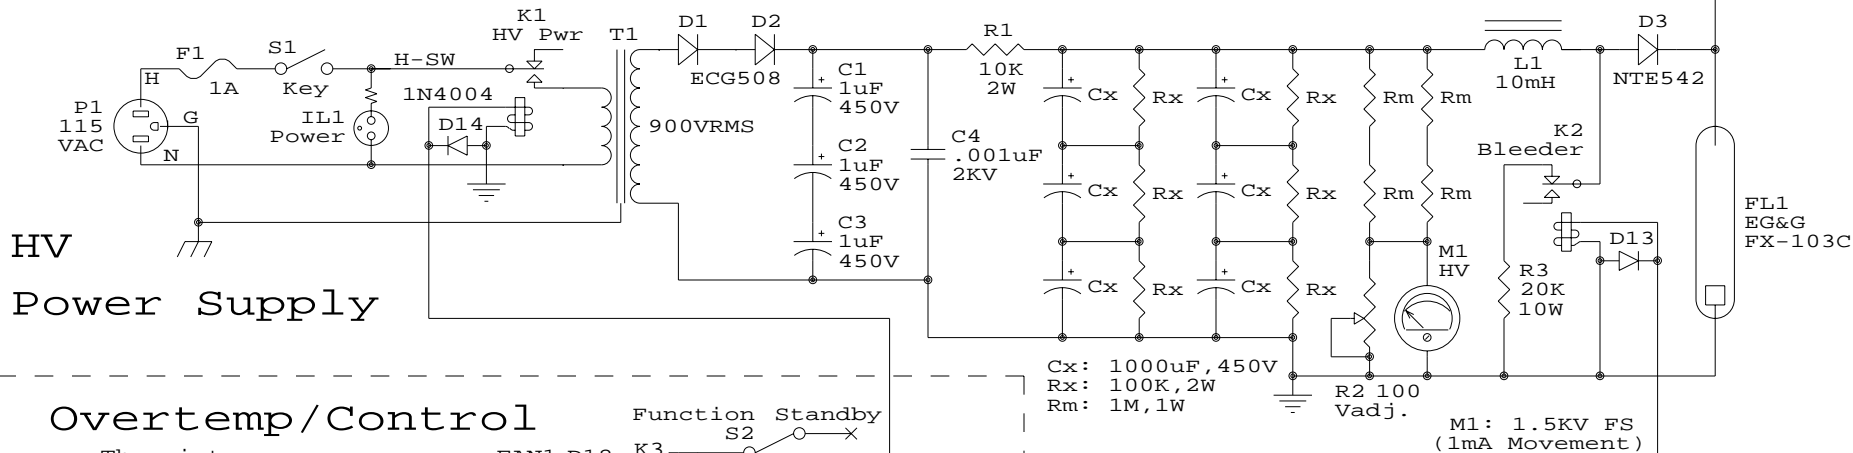 K1
HV Pwr
T1
D1
D2
R1
D3
F1
S1
H-SW
H
1A
Key
ECG508
10K
2W
L1
10mH
NTE542
C1
1uF
450V
1N4004
P1
115
VAC
G
N
IL1
Power
D14
900VRMS
C2
1uF
450V
C3
1uF
450V
C4
.001uF
2KV
Cx
Rx
Cx
Rx
Rm
Rm
Cx
Rx
Cx
Rx
Rm
Rm
Cx
Rx
Cx
Rx
K2
Bleeder
FL1
EG&G
FX-103C
M1
HV
D13
R3
20K
10W
HV
Power Supply
Cx: 1000uF,450V
Rx: 100K,2W
Rm: 1M,1W
R2 100
Vadj.
M1: 1.5KV FS
(1mA Movement)
Overtemp/Control
Function Standby
S2
K3